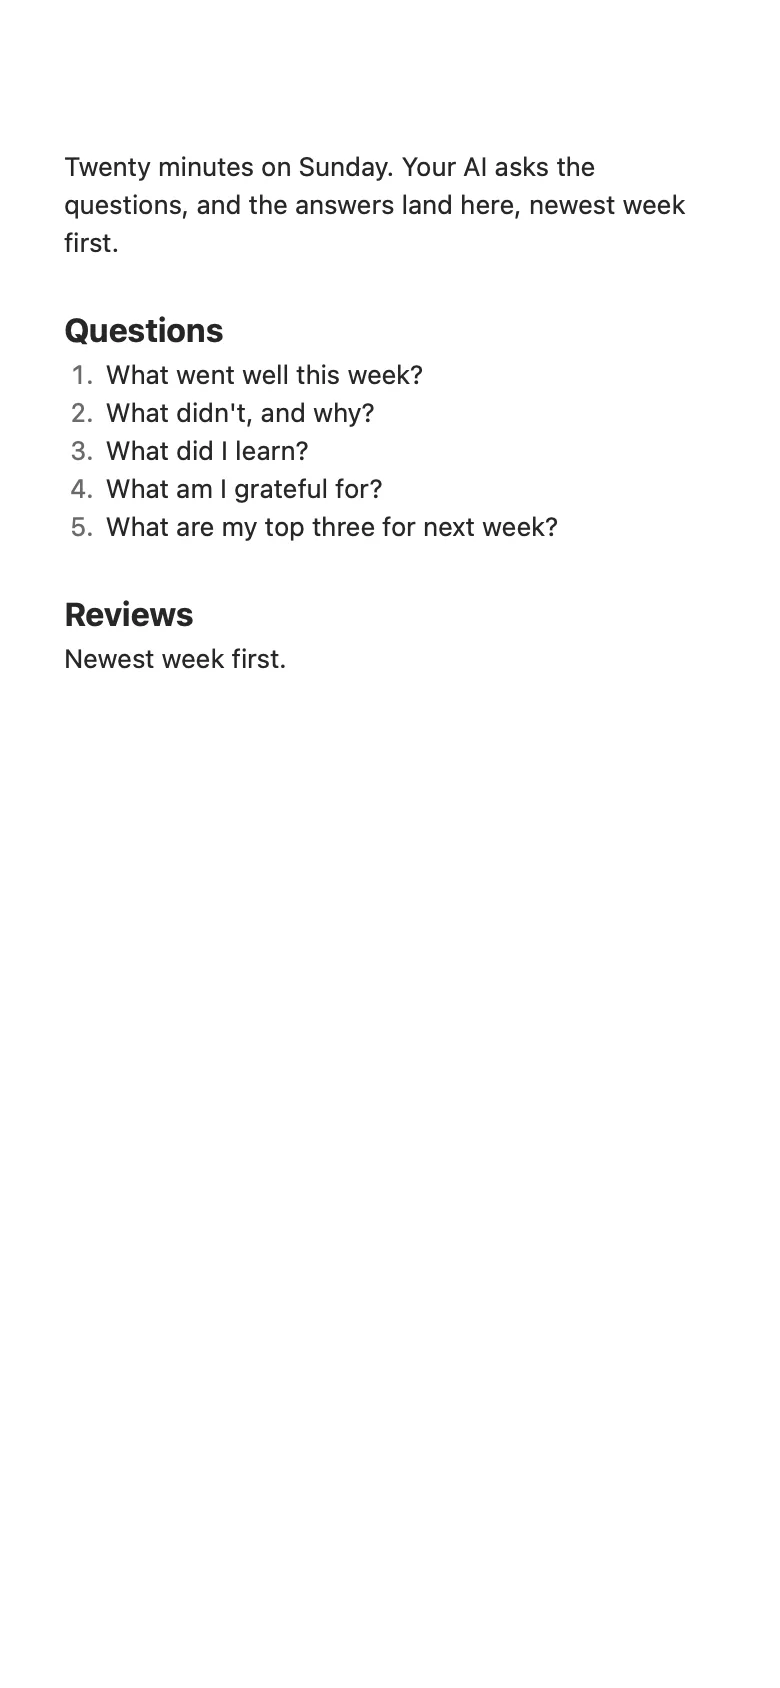 Twenty minutes on Sunday. Your AI asks the
questions, and the answers land here, newest week
first.
Questions
1. What went well this week?
2. What didn't, and why?
3. What did I learn?
4. What am I grateful for?
5. What are my top three for next week?
Reviews
Newest week first.